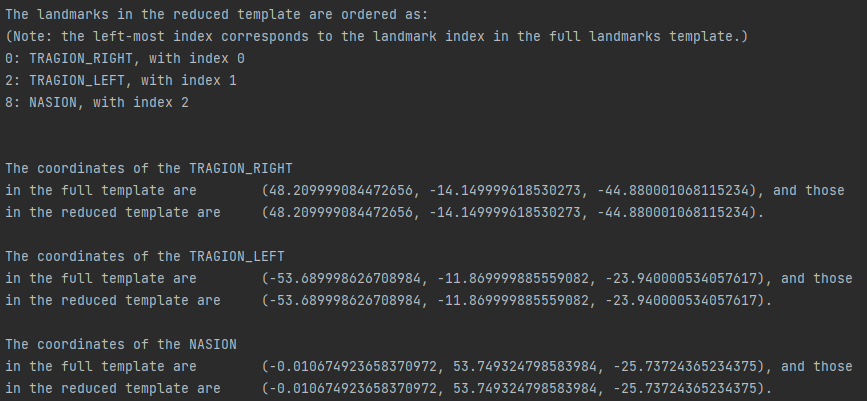 The landmarks in the reduced template are ordered as:
(Note: the left-most index corresponds to the landmark index in the full landmarks template.)
0: TRAGION_RIGHT, with index 0
2: TRAGION_LEFT, with index 1
8: NASION, with index 2
The coordinates of the TRAGION_RIGHT
in the full template are (48.209999084472656, -14.149999618530273, -44.880001068115234), and those
in the reduced template are (48.209999084472656, -14.149999618530273, -44.880001068115234).
The coordinates of the TRAGION_LEFT
in the full template are (-53.689998626708984, -11.869999885559082, -23.940000534057617), and those
in the reduced template are (-53.689998626708984, -11.869999885559082, -23.940000534057617).
The coordinates of the NASION
in the full template are (-0.010674923658370972, 53.749324798583984, -25.73724365234375), and those
in the reduced template are (-0.010674923658370972, 53.749324798583984, -25.73724365234375).